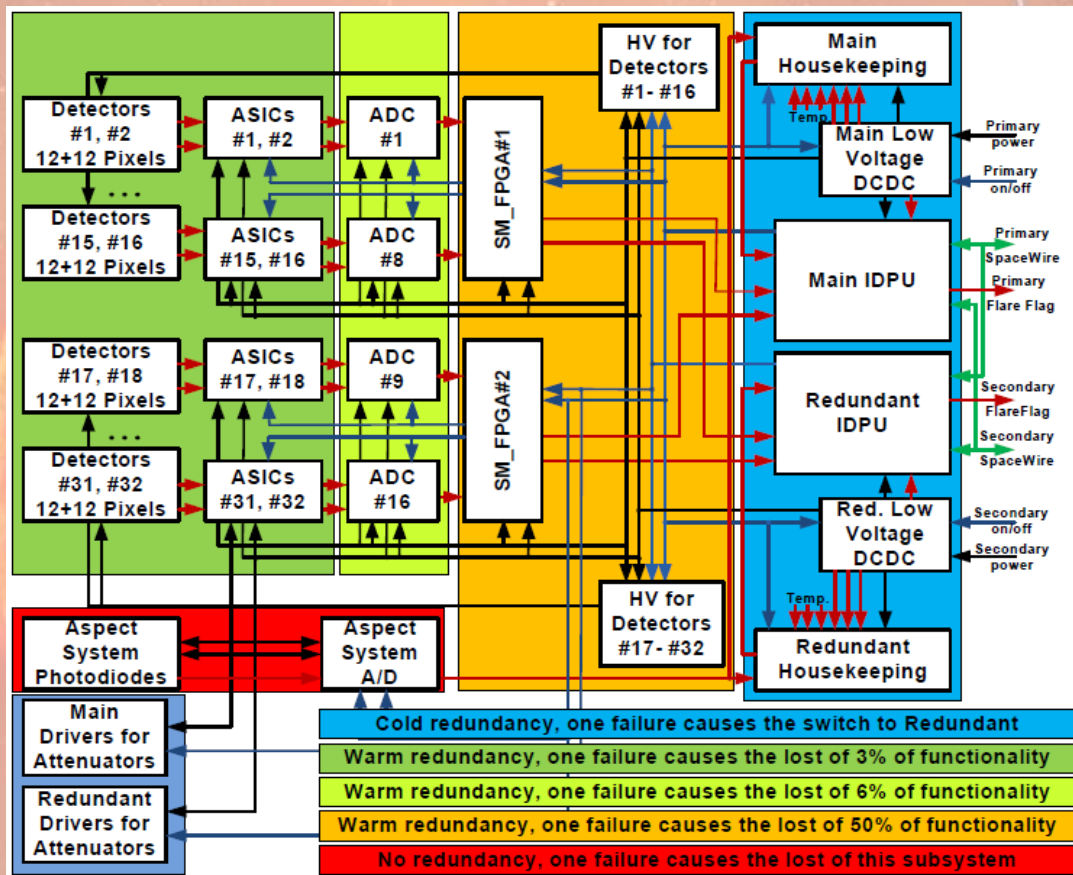 Detectors
#1, #2
12+12 Pixels
ASICs
#1, #2
ADC
#1
HV for
Detectors
#1- #16
Main
Housekeeping
Temp.
Main Low
Voltage
DCDC
Primary
power
Primary
on/off
...
Detectors
#15, #16
12+12 Pixels
ASICs
#15, #16
ADC
#8
SM_FPGA#1
Main IDPU
Primary
SpaceWire
Primary
Flare Flag
Detectors
#17, #18
12+12 Pixels
ASICs
#17, #18
ADC
#9
SM_FPGA#2
Redundant
IDPU
Secondary
FlareFlag
Secondary
SpaceWire
...
Detectors
#31, #32
12+12 Pixels
ASICs
#31, #32
ADC
#16
Red. Low
Voltage
DCDC
Secondary
on/off
Secondary
power
HV for
Detectors
#17- #32
Temp.
Redundant
Housekeeping
Aspect
System
Photodiodes
Aspect
System
A/D
Main
Drivers for
Attenuators
Redundant
Drivers for
Attenuators
Cold redundancy, one failure causes the switch to Redundant
Warm redundancy, one failure causes the lost of 3% of functionality
Warm redundancy, one failure causes the lost of 6% of functionality
Warm redundancy, one failure causes the lost of 50% of functionality
No redundancy, one failure causes the lost of this subsystem